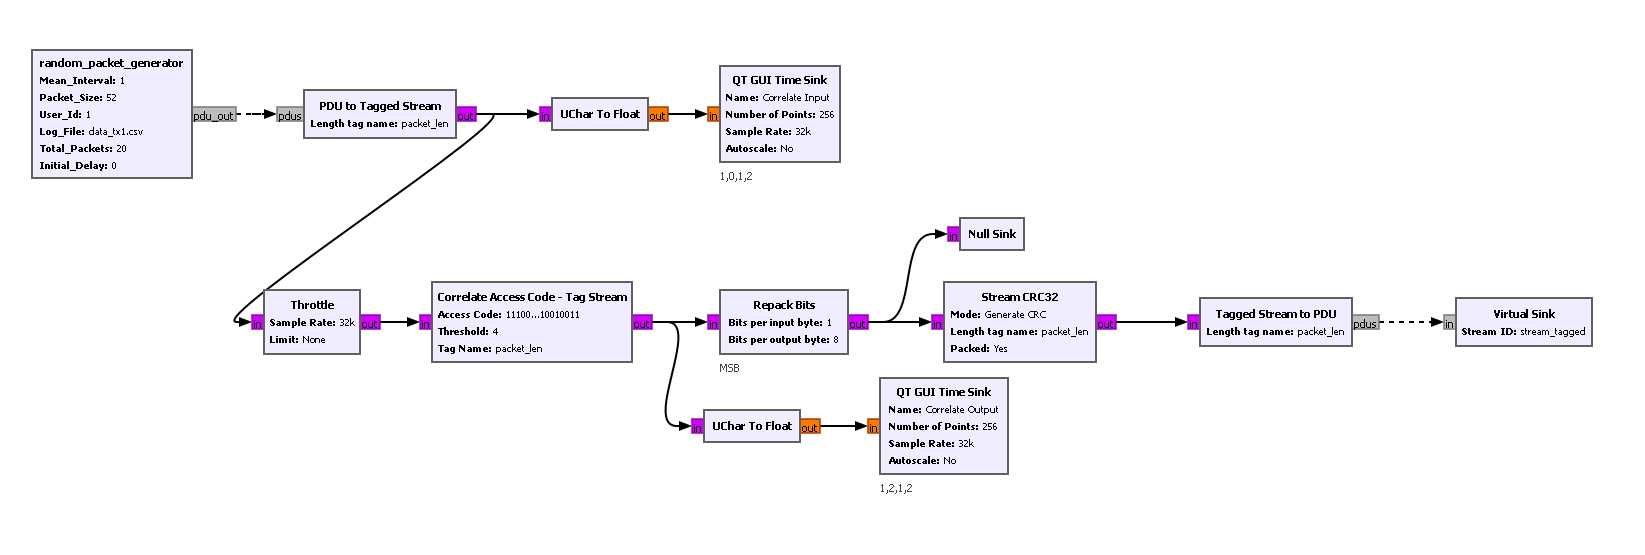 random_packet_generator
Mean_Interval: 1
Packet_Size: 52
User_Id: 1
Log_File: data_tx1.csv
Total_Packets: 20
Initial_Delay: 0
pdu_out
pdus
PDU to Tagged Stream
Length tag name: packet_len
out
in
UChar To Float
out
in
QT GUI Time Sink
Name: Correlate Input
Number of Points: 256
Sample Rate: 32k
Autoscale: No
1,0,1,2
in
Null Sink
in
Throttle
Sample Rate: 32k
Limit: None
out
in
Correlate Access Code - Tag Stream
Access Code: 11100...10010011
Threshold: 4
Tag Name: packet_len
out
in
Repack Bits
Bits per input byte: 1
Bits per output byte: 8
out
MSB
in
Stream CRC32
Mode: Generate CRC
Length tag name: packet_len
Packed: Yes
out
in
Tagged Stream to PDU
Length tag name: packet_len
pdus
in
Virtual Sink
Stream ID: stream_tagged
in
UChar To Float
out
in
QT GUI Time Sink
Name: Correlate Output
Number of Points: 256
Sample Rate: 32k
Autoscale: No
1,2,1,2